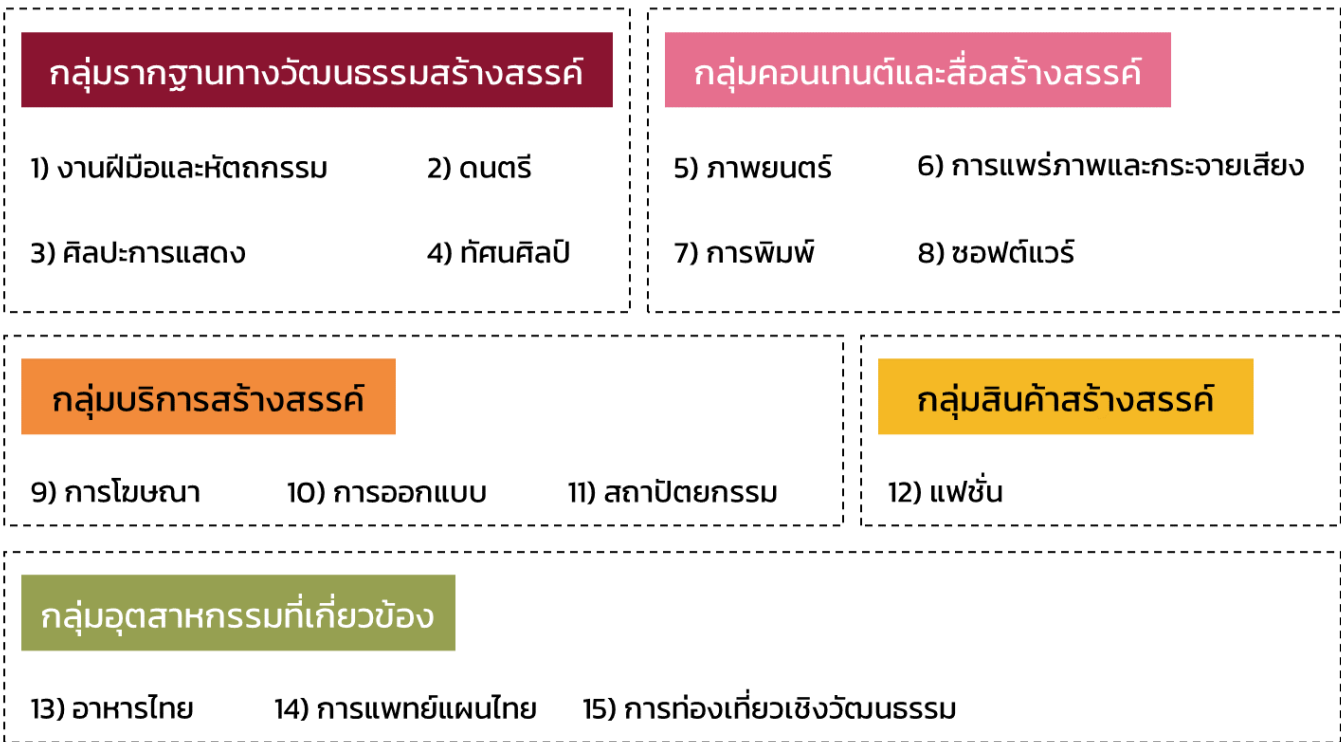 กลุ่มรากฐานทางวัฒนธรรมสร้างสรรค์
1) งานฝีมือและหัตถกรรม
2) ดนตรี
3) ศิลปะการแสดง
4) ทัศนศิลป์
กลุ่มคอนเทนต์และสื่อสร้างสรรค์
5) ภาพยนตร์
6) การแพร่ภาพและกระจายเสียง
7) การพิมพ์
8) ซอฟต์แวร์
กลุ่มบริการสร้างสรรค์
9) การโฆษณา
10) การออกแบบ
11) สถาปัตยกรรม
กลุ่มสินค้าสร้างสรรค์
12) แฟชั่น
กลุ่มอุตสาหกรรมที่เกี่ยวข้อง
13) อาหารไทย
14) การแพทย์แผนไทย
15) การท่องเที่ยวเชิงวัฒนธรรม